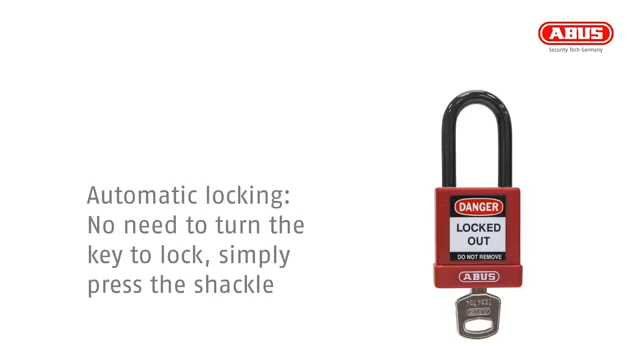 ABUS
Security Tech Germany
Automatic locking:
No need to turn the
key to lock, simply
press the shackle
DANGER
LOCKED
OUT
DO NOT REMOVE
ABUS